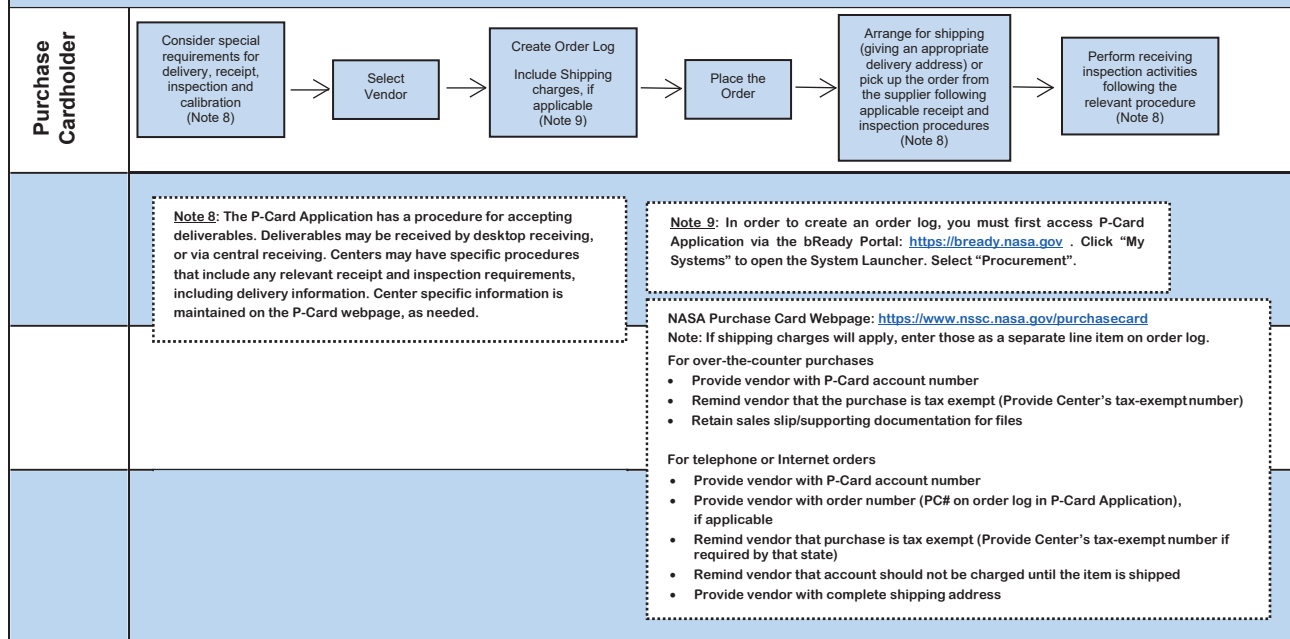 Purchase
Cardholder
Consider special
requirements for
delivery, receipt,
inspection and
calibration
(Note 8)
Select
Vendor
Create Order Log
Include Shipping
charges, if
applicable
(Note 9)
Place the
Order
Arrange for shipping
(giving an appropriate
delivery address) or
pick up the order from
the supplier following
applicable receipt and
inspection procedures
(Note 8)
Perform receiving
inspection activities
following the
relevant procedure
(Note 8)
Note 8: The P-Card Application has a procedure for accepting
deliverables. Deliverables may be received by desktop receiving,
or via central receiving. Centers may have specific procedures
that include any relevant receipt and inspection requirements,
including delivery information. Center specific information is
maintained on the P-Card webpage, as needed.
Note 9: In order to create an order log, you must first access P-Card
Application via the bReady Portal: https://bready.nasa.gov . Click “My
Systems” to open the System Launcher. Select “Procurement”.
NASA Purchase Card Webpage: https://www.nssc.nasa.gov/purchasecard
Note: If shipping charges will apply, enter those as a separate line item on order log.
For over-the-counter purchases
• Provide vendor with P-Card account number
• Remind vendor that the purchase is tax exempt (Provide Center’s tax-exempt number)
• Retain sales slip/supporting documentation for files
For telephone or Internet orders
• Provide vendor with P-Card account number
• Provide vendor with order number (PC# on order log in P-Card Application),
if applicable
• Remind vendor that purchase is tax exempt (Provide Center’s tax-exempt number if
required by that state)
• Remind vendor that account should not be charged until the item is shipped
• Provide vendor with complete shipping address